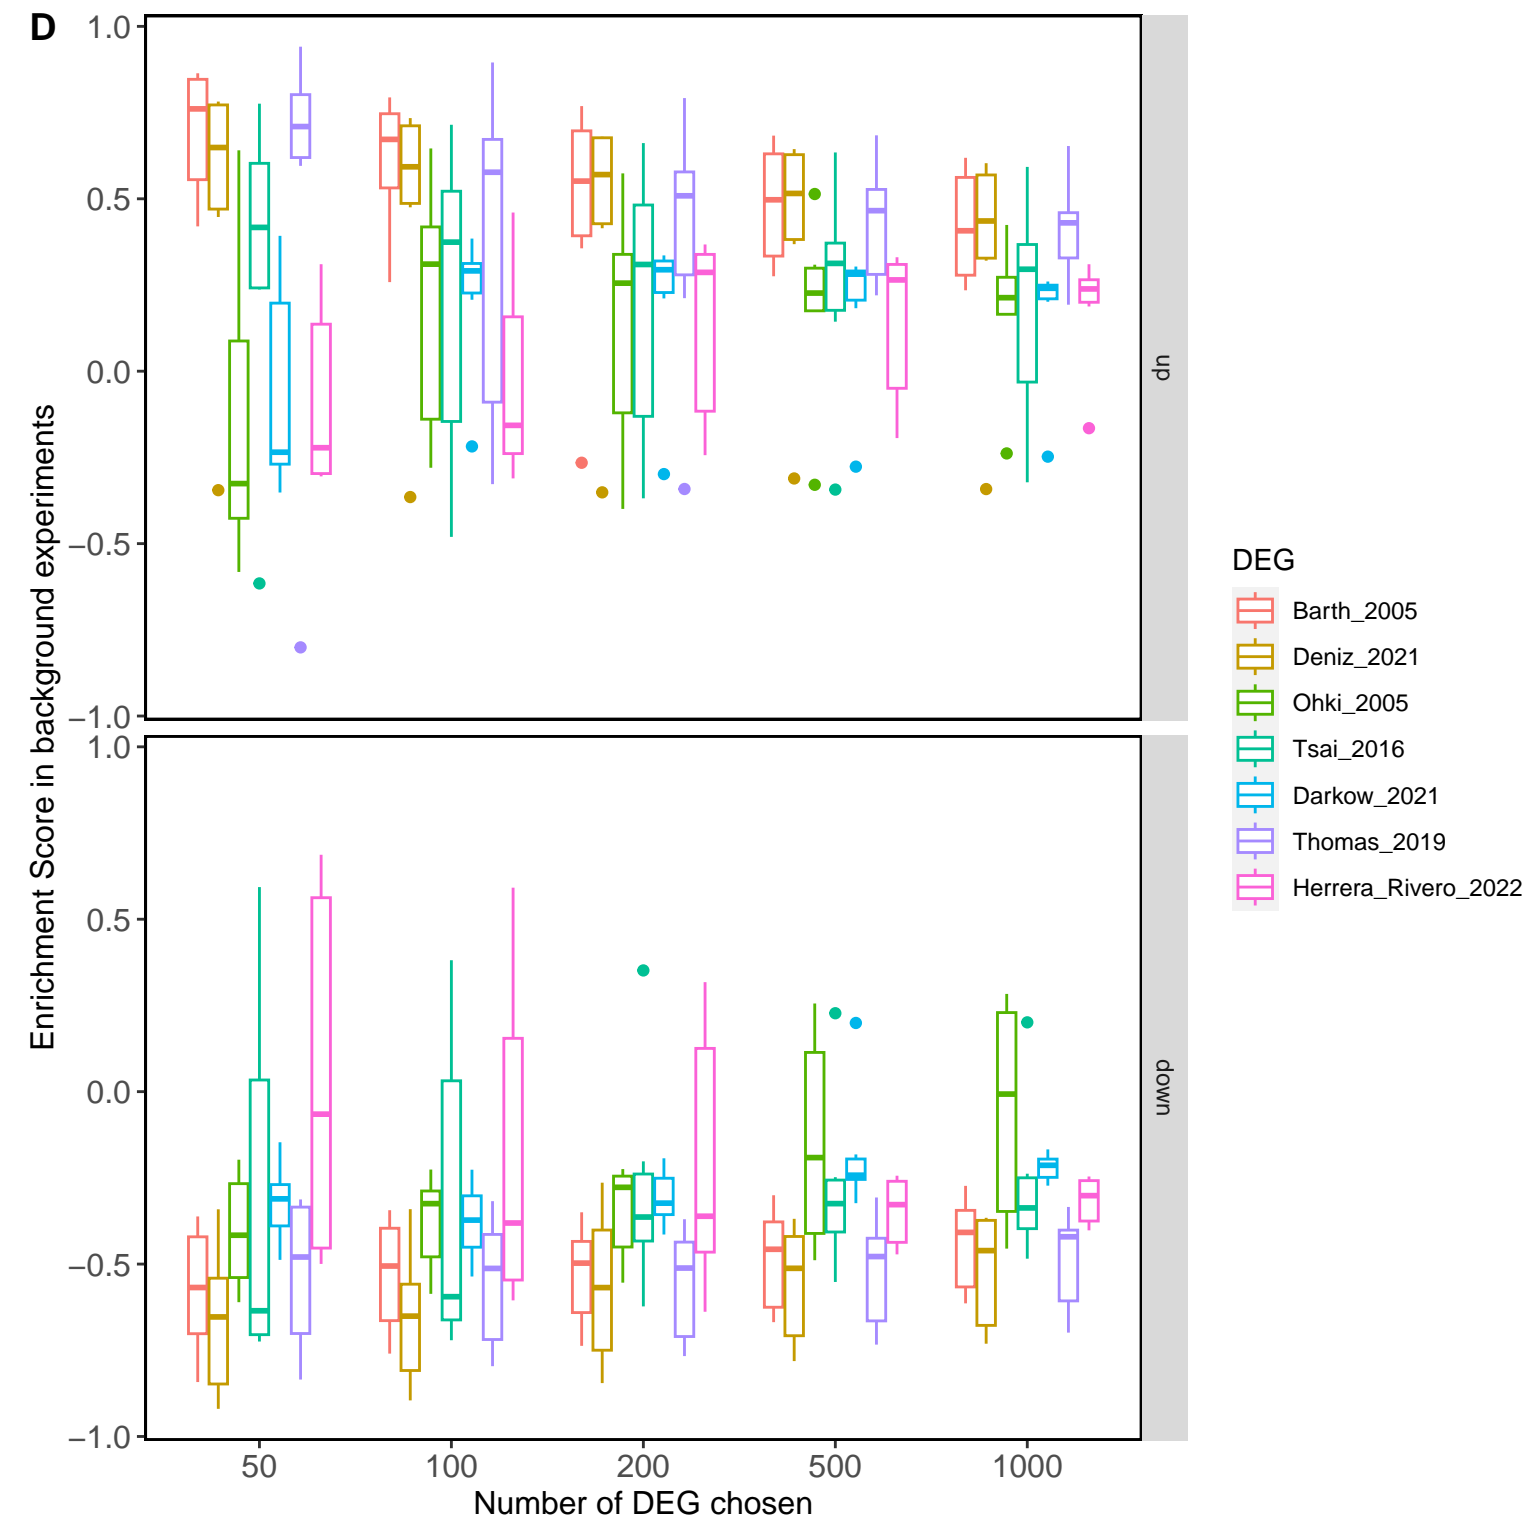 D
Enrichment Score in background experiments
1.0
0.5
0.0
−0.5
−1.0
up
1.0
0.5
0.0
−0.5
−1.0
down
50 100 200 500 1000
Number of DEG chosen
DEG
Barth_2005
Deniz_2021
Ohki_2005
Tsai_2016
Darkow_2021
Thomas_2019
Herrera_Rivero_2022